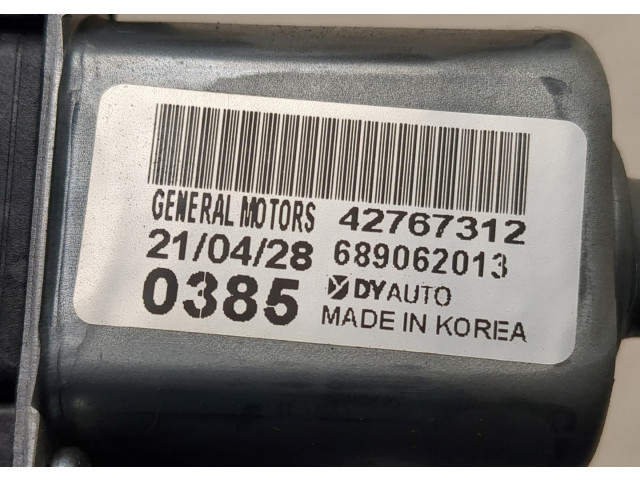 GENERAL MOTORS 42767312
21/04/28 689062013
0385 DYAUTO
MADE IN KOREA